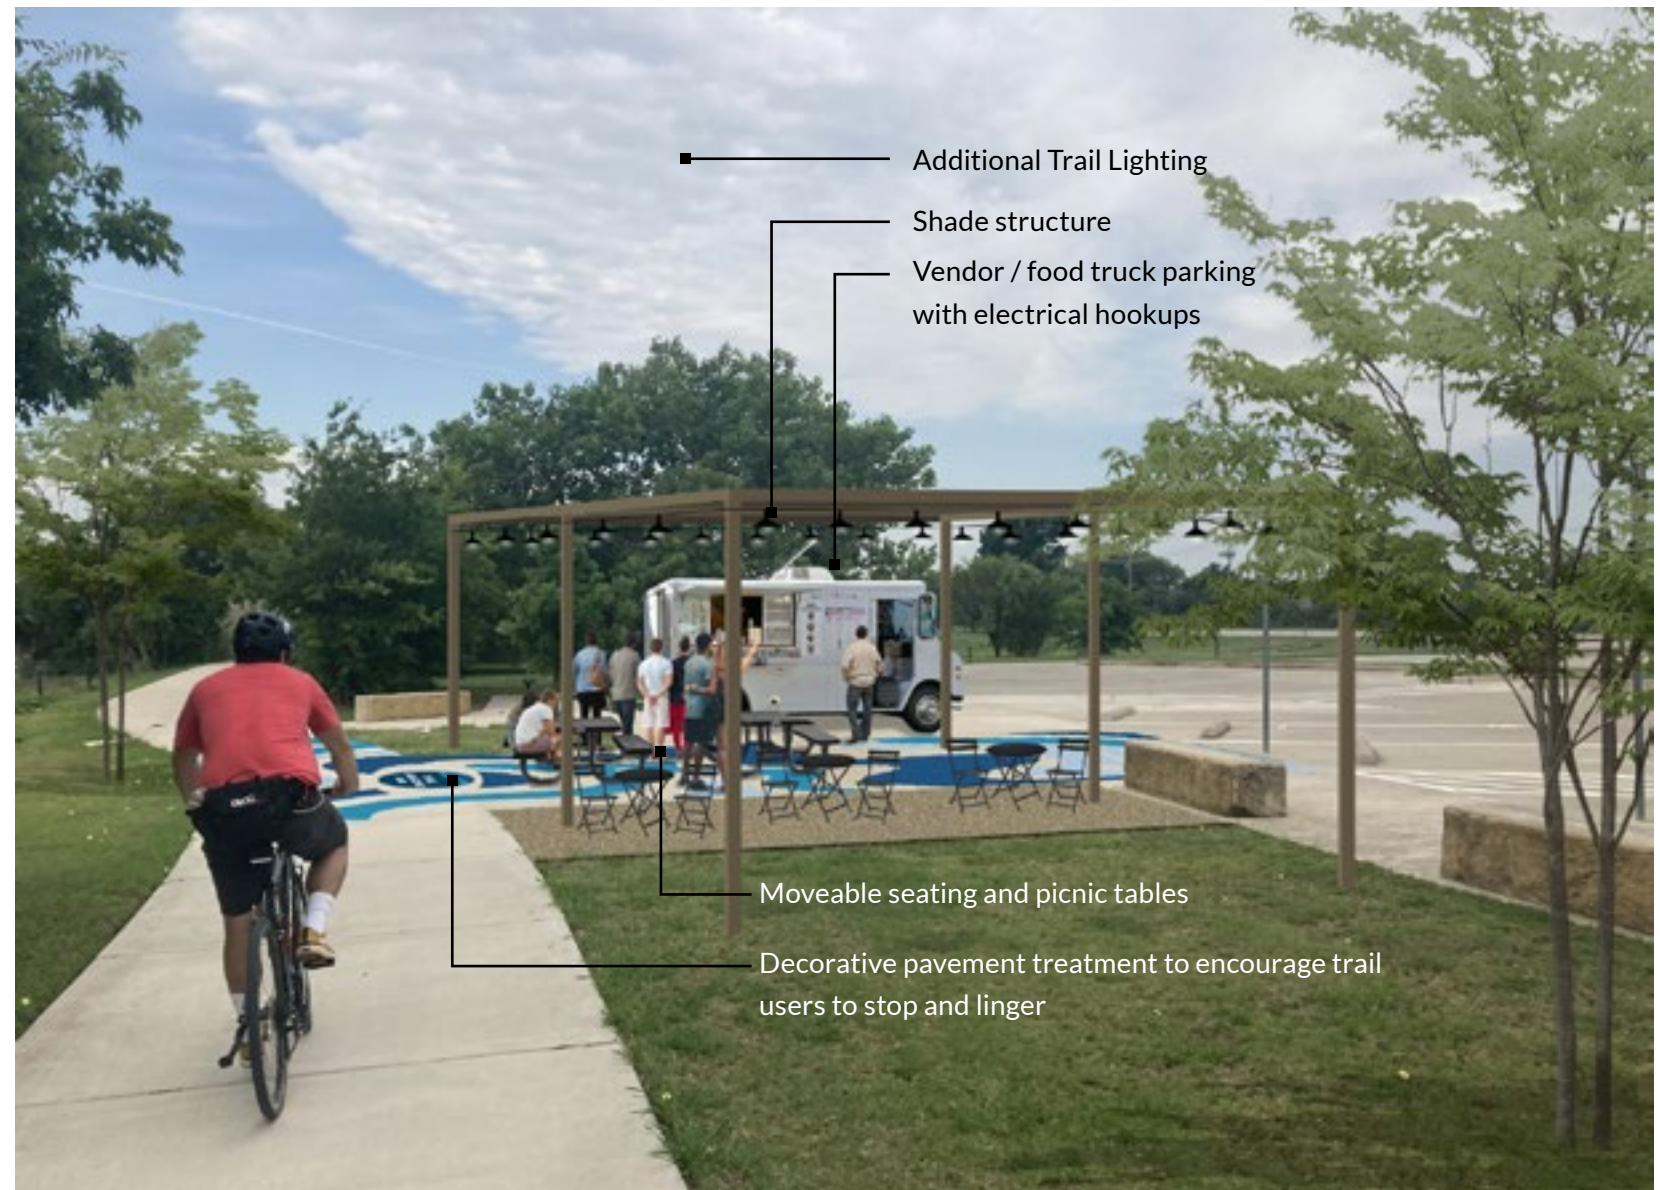 Additional Trail Lighting
Shade structure
Vendor / food truck parking
with electrical hookups
Moveable seating and picnic tables
Decorative pavement treatment to encourage trail
users to stop and linger